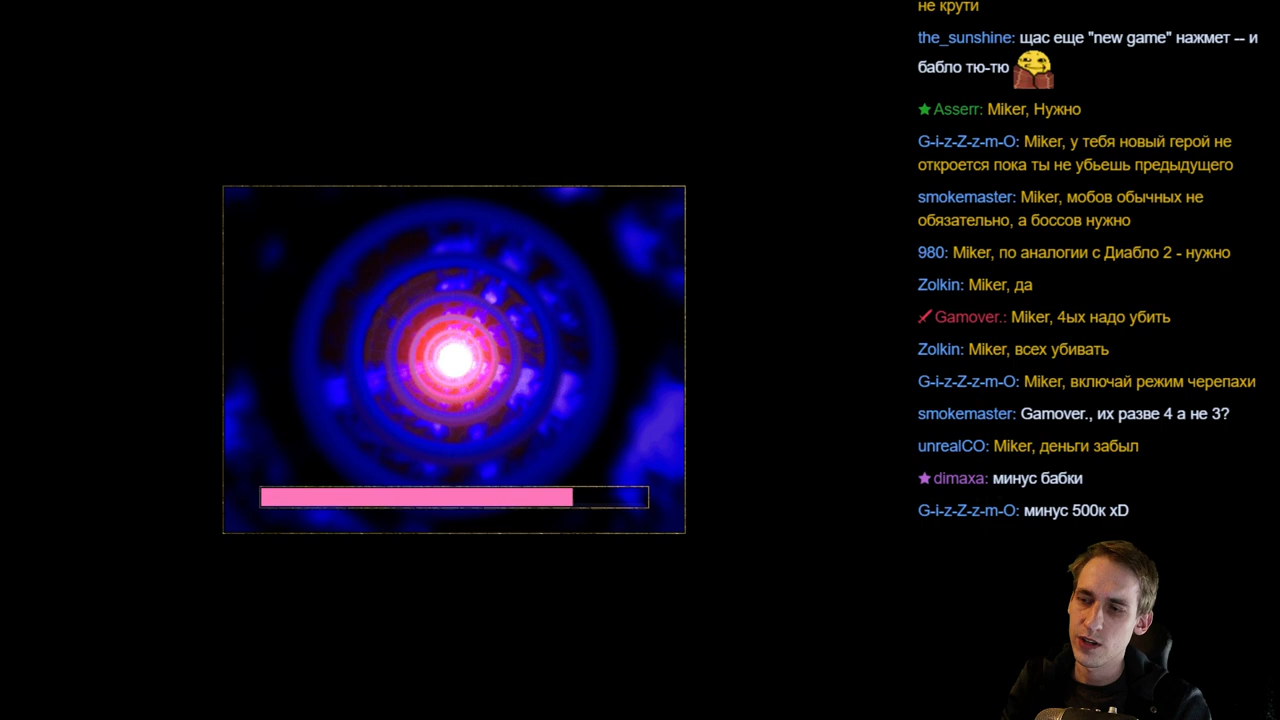 не крути
the_sunshine: щас еще "new game" нажмет -- и
бабло тю-тю
Asserr: Miker, Нужно
G-i-z-Z-z-m-O: Miker, у тебя новый герой не
откроется пока ты не убьешь предыдущего
smokemaster: Miker, мобов обычных не
обязательно, а боссов нужно
980: Miker, по аналогии с Диабло 2 - нужно
Zolkin: Miker, да
Gamover.: Miker, 4ых надо убить
Zolkin: Miker, всех убивать
G-i-z-Z-z-m-O: Miker, включай режим черепахи
smokemaster: Gamover., их разве 4 а не 3?
unrealCO: Miker, деньги забыл
dimaxa: минус бабки
G-i-z-Z-z-m-O: минус 500к xD